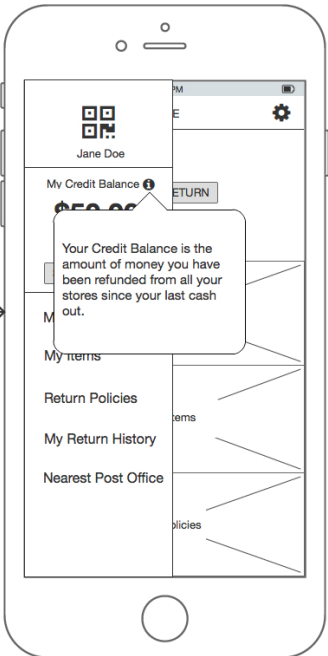 PM
E
Jane Doe
My Credit Balance
ETURN
Your Credit Balance is the
amount of money you have
been refunded from all your
stores since your last cash
out.
M
My Items
tems
Return Policies
My Return History
Nearest Post Office
olicies